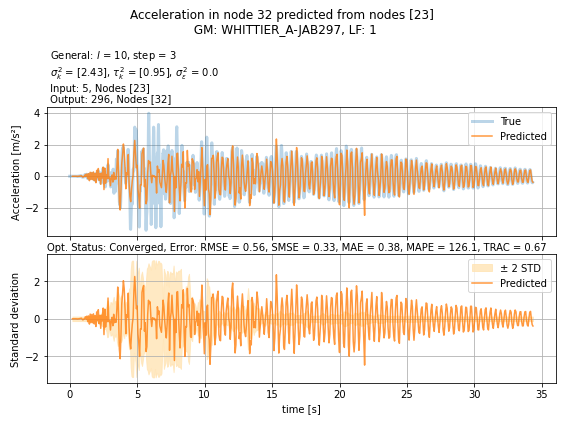 Acceleration in node 32 predicted from nodes [23]
GM: WHITTIER_A-JAB297, LF: 1
General: l = 10, step = 3
σ²ₖ = [2.43], τ²ₖ = [0.95], σ²ε = 0.0
Input: 5, Nodes [23]
Output: 296, Nodes [32]
Acceleration [m/s²]
4
2
0
−2
True
Predicted
Opt. Status: Converged, Error: RMSE = 0.56, SMSE = 0.33, MAE = 0.38, MAPE = 126.1, TRAC = 0.67
Standard deviation
2
0
−2
± 2 STD
Predicted
0 5 10 15 20 25 30 35
time [s]